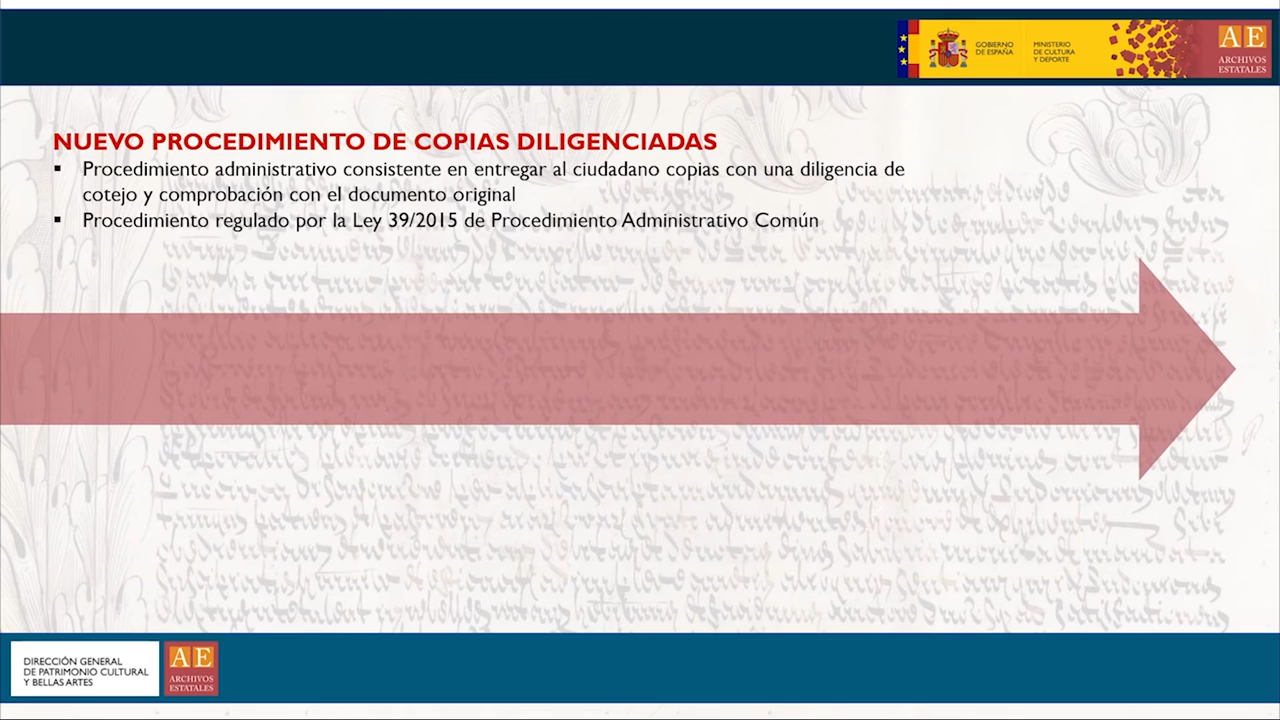 GOBIERNO
DE ESPAÑA
MINISTERIO
DE CULTURA
Y DEPORTE
AE
ARCHIVOS
ESTATALES
NUEVO PROCEDIMIENTO DE COPIAS DILIGENCIADAS
▪ Procedimiento administrativo consistente en entregar al ciudadano copias con una diligencia de
cotejo y comprobación con el documento original
▪ Procedimiento regulado por la Ley 39/2015 de Procedimiento Administrativo Común
DIRECCIÓN GENERAL
DE PATRIMONIO CULTURAL
Y BELLAS ARTES
AE
ARCHIVOS
ESTATALES